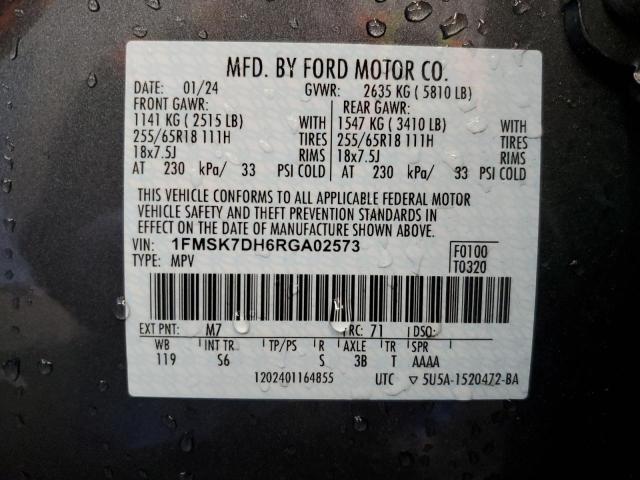 MFD. BY FORD MOTOR CO.
DATE: 01/24 GVWR: 2635 KG ( 5810 LB)
FRONT GAWR: REAR GAWR:
1141 KG ( 2515 LB) WITH 1547 KG ( 3410 LB) WITH
255/65R18 111H TIRES 255/65R18 111H TIRES
18x7.5J RIMS 18x7.5J RIMS
AT 230 kPa/ 33 PSI COLD AT 230 kPa/ 33 PSI COLD
THIS VEHICLE CONFORMS TO ALL APPLICABLE FEDERAL MOTOR
VEHICLE SAFETY AND THEFT PREVENTION STANDARDS IN
EFFECT ON THE DATE OF MANUFACTURE SHOWN ABOVE.
VIN: 1FMSK7DH6RGA02573 F0100
TYPE: MPV T0320
EXT PNT: M7 RC: 71 DSO:
WB INT TR TP/PS R AXLE TR SPR
119 S6 S 3B T AAAA
1202401164855 UTC ▽ 5U5A-1520472-BA